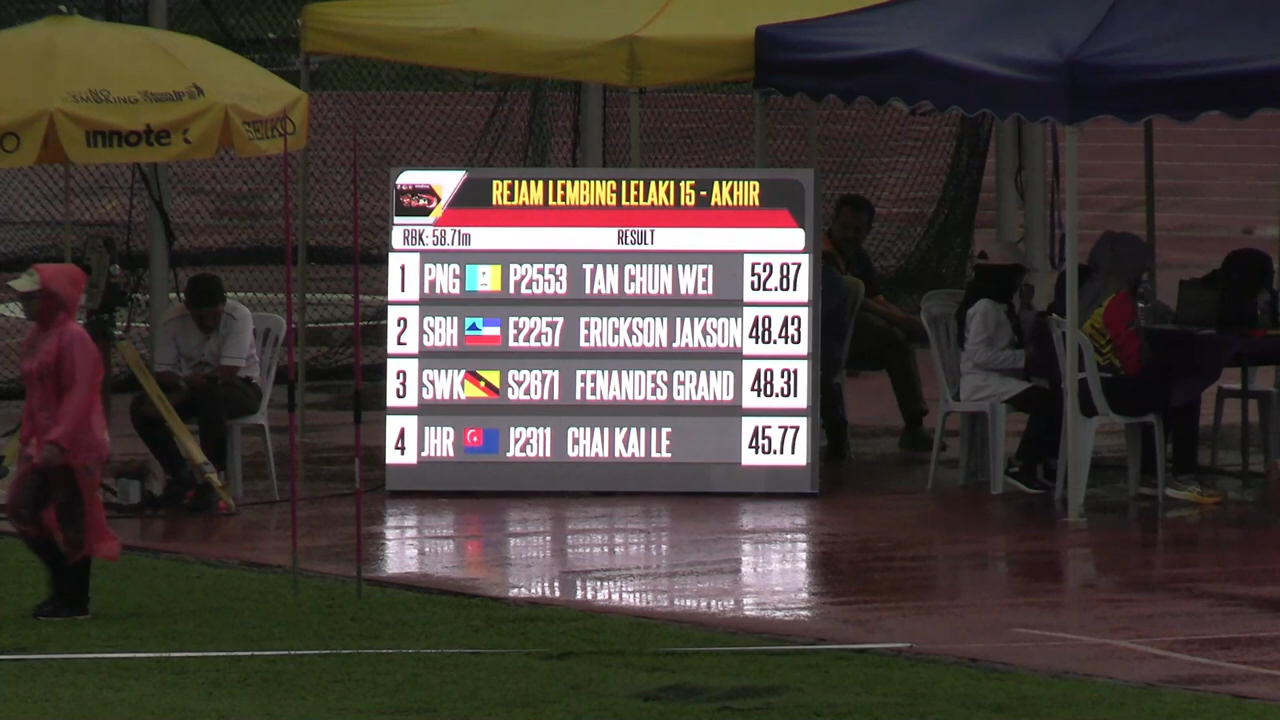 NO
SMOKING
innote
SEIKO
REJAM LEMBING LELAKI 15 - AKHIR
RBK: 58.71m RESULT
1 PNG P2553 TAN CHUN WEI 52.87
2 SBH E2257 ERICKSON JAKSON 48.43
3 SWK S2671 FENANDES GRAND 48.31
4 JHR J2311 CHAI KAI LE 45.77